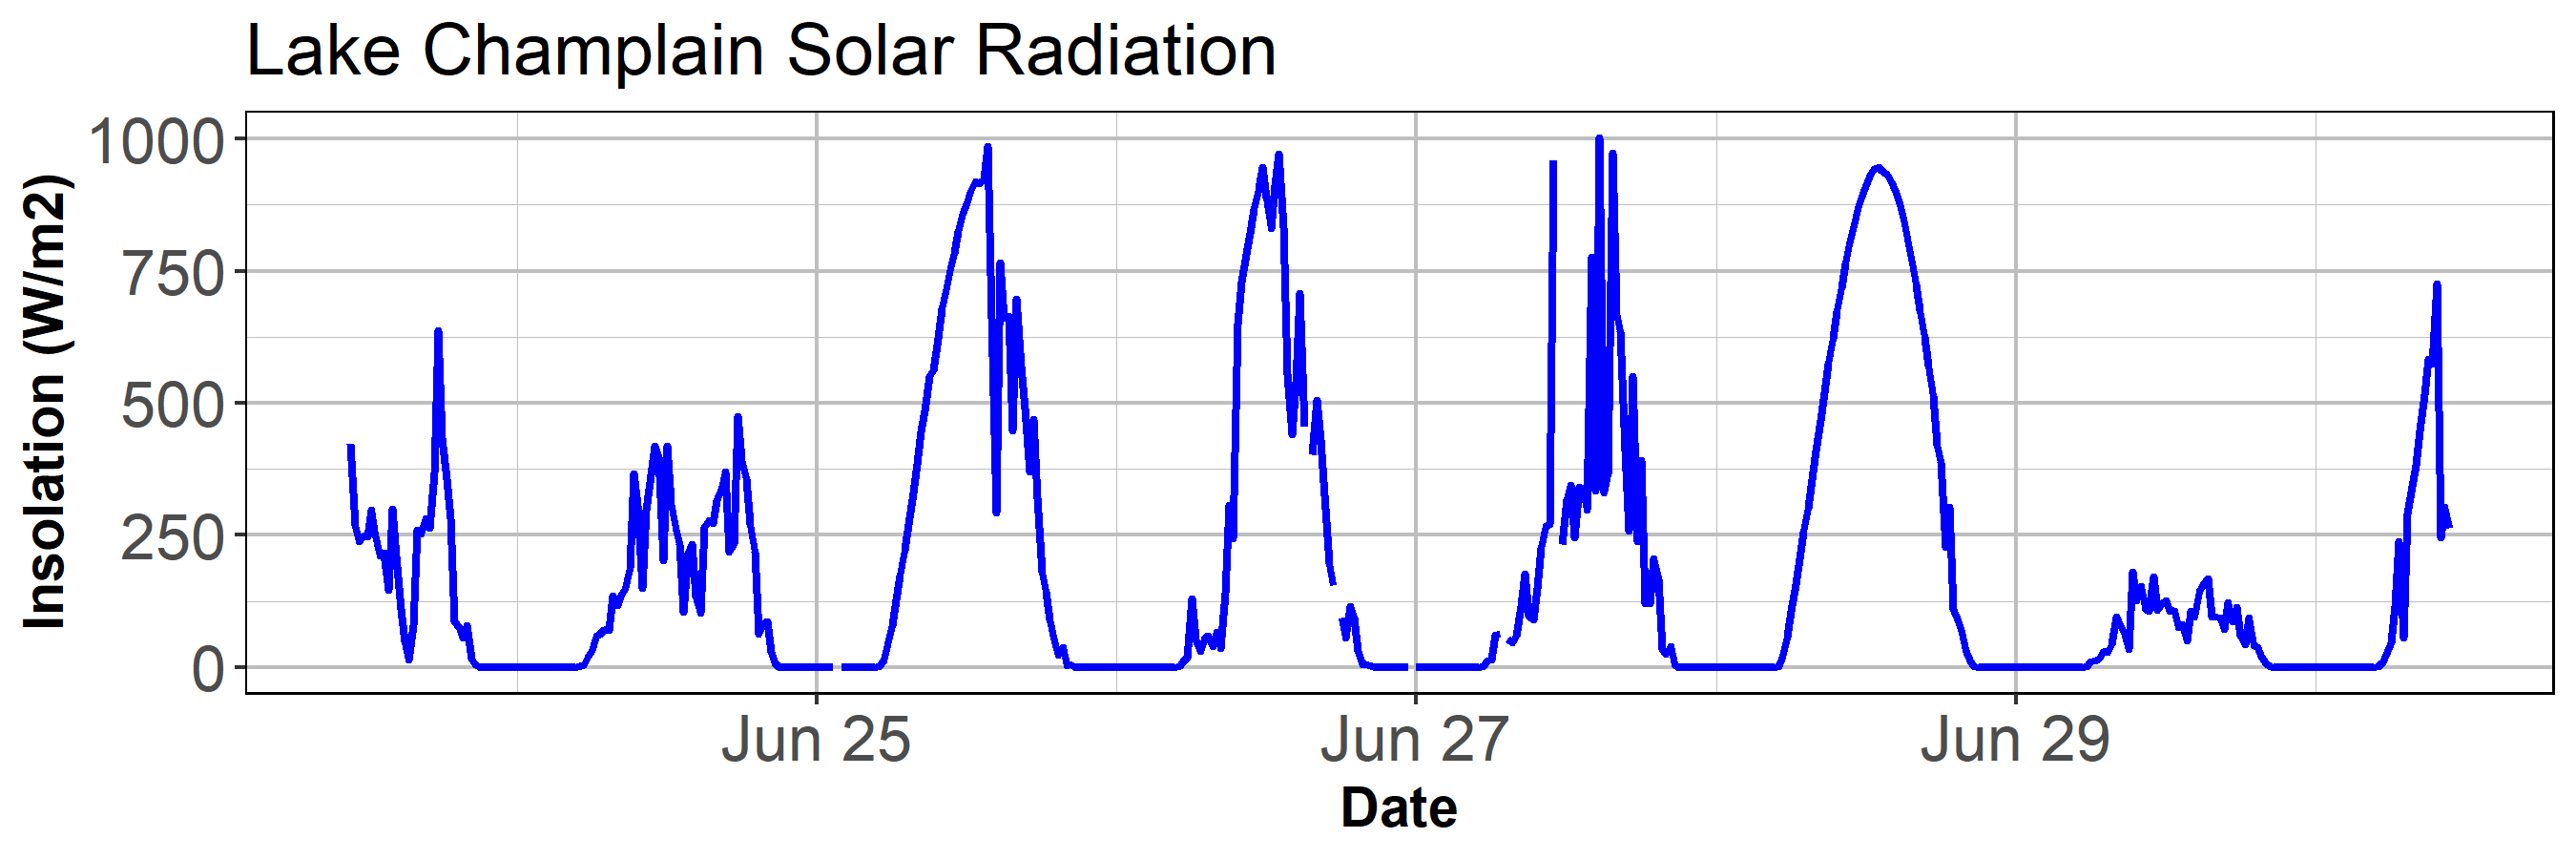 Lake Champlain Solar Radiation
Insolation (W/m2)
1000
750
500
250
0
Jun 25 Jun 27 Jun 29
Date